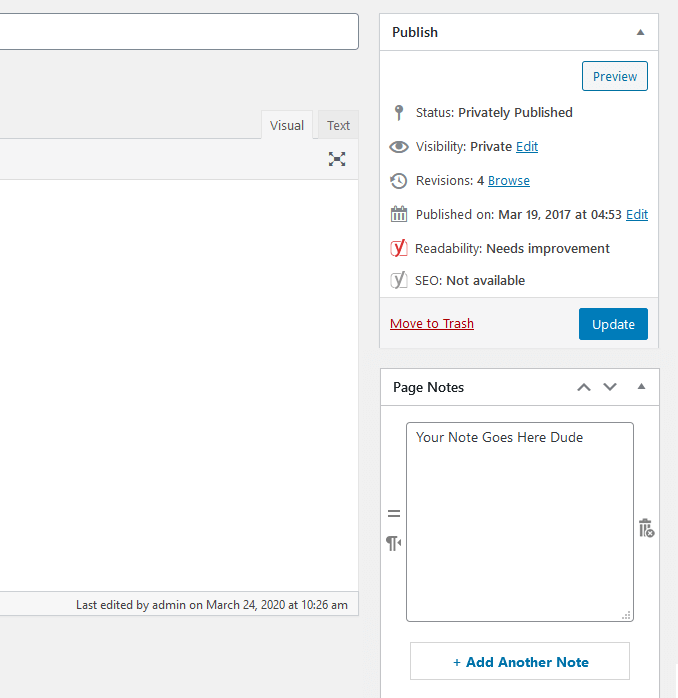 Publish
Preview
Visual
Text
Status: Privately Published
Visibility: Private Edit
Revisions: 4 Browse
Published on: Mar 19, 2017 at 04:53 Edit
Readability: Needs improvement
SEO: Not available
Move to Trash
Update
Page Notes
Your Note Goes Here Dude
Last edited by admin on March 24, 2020 at 10:26 am
+ Add Another Note